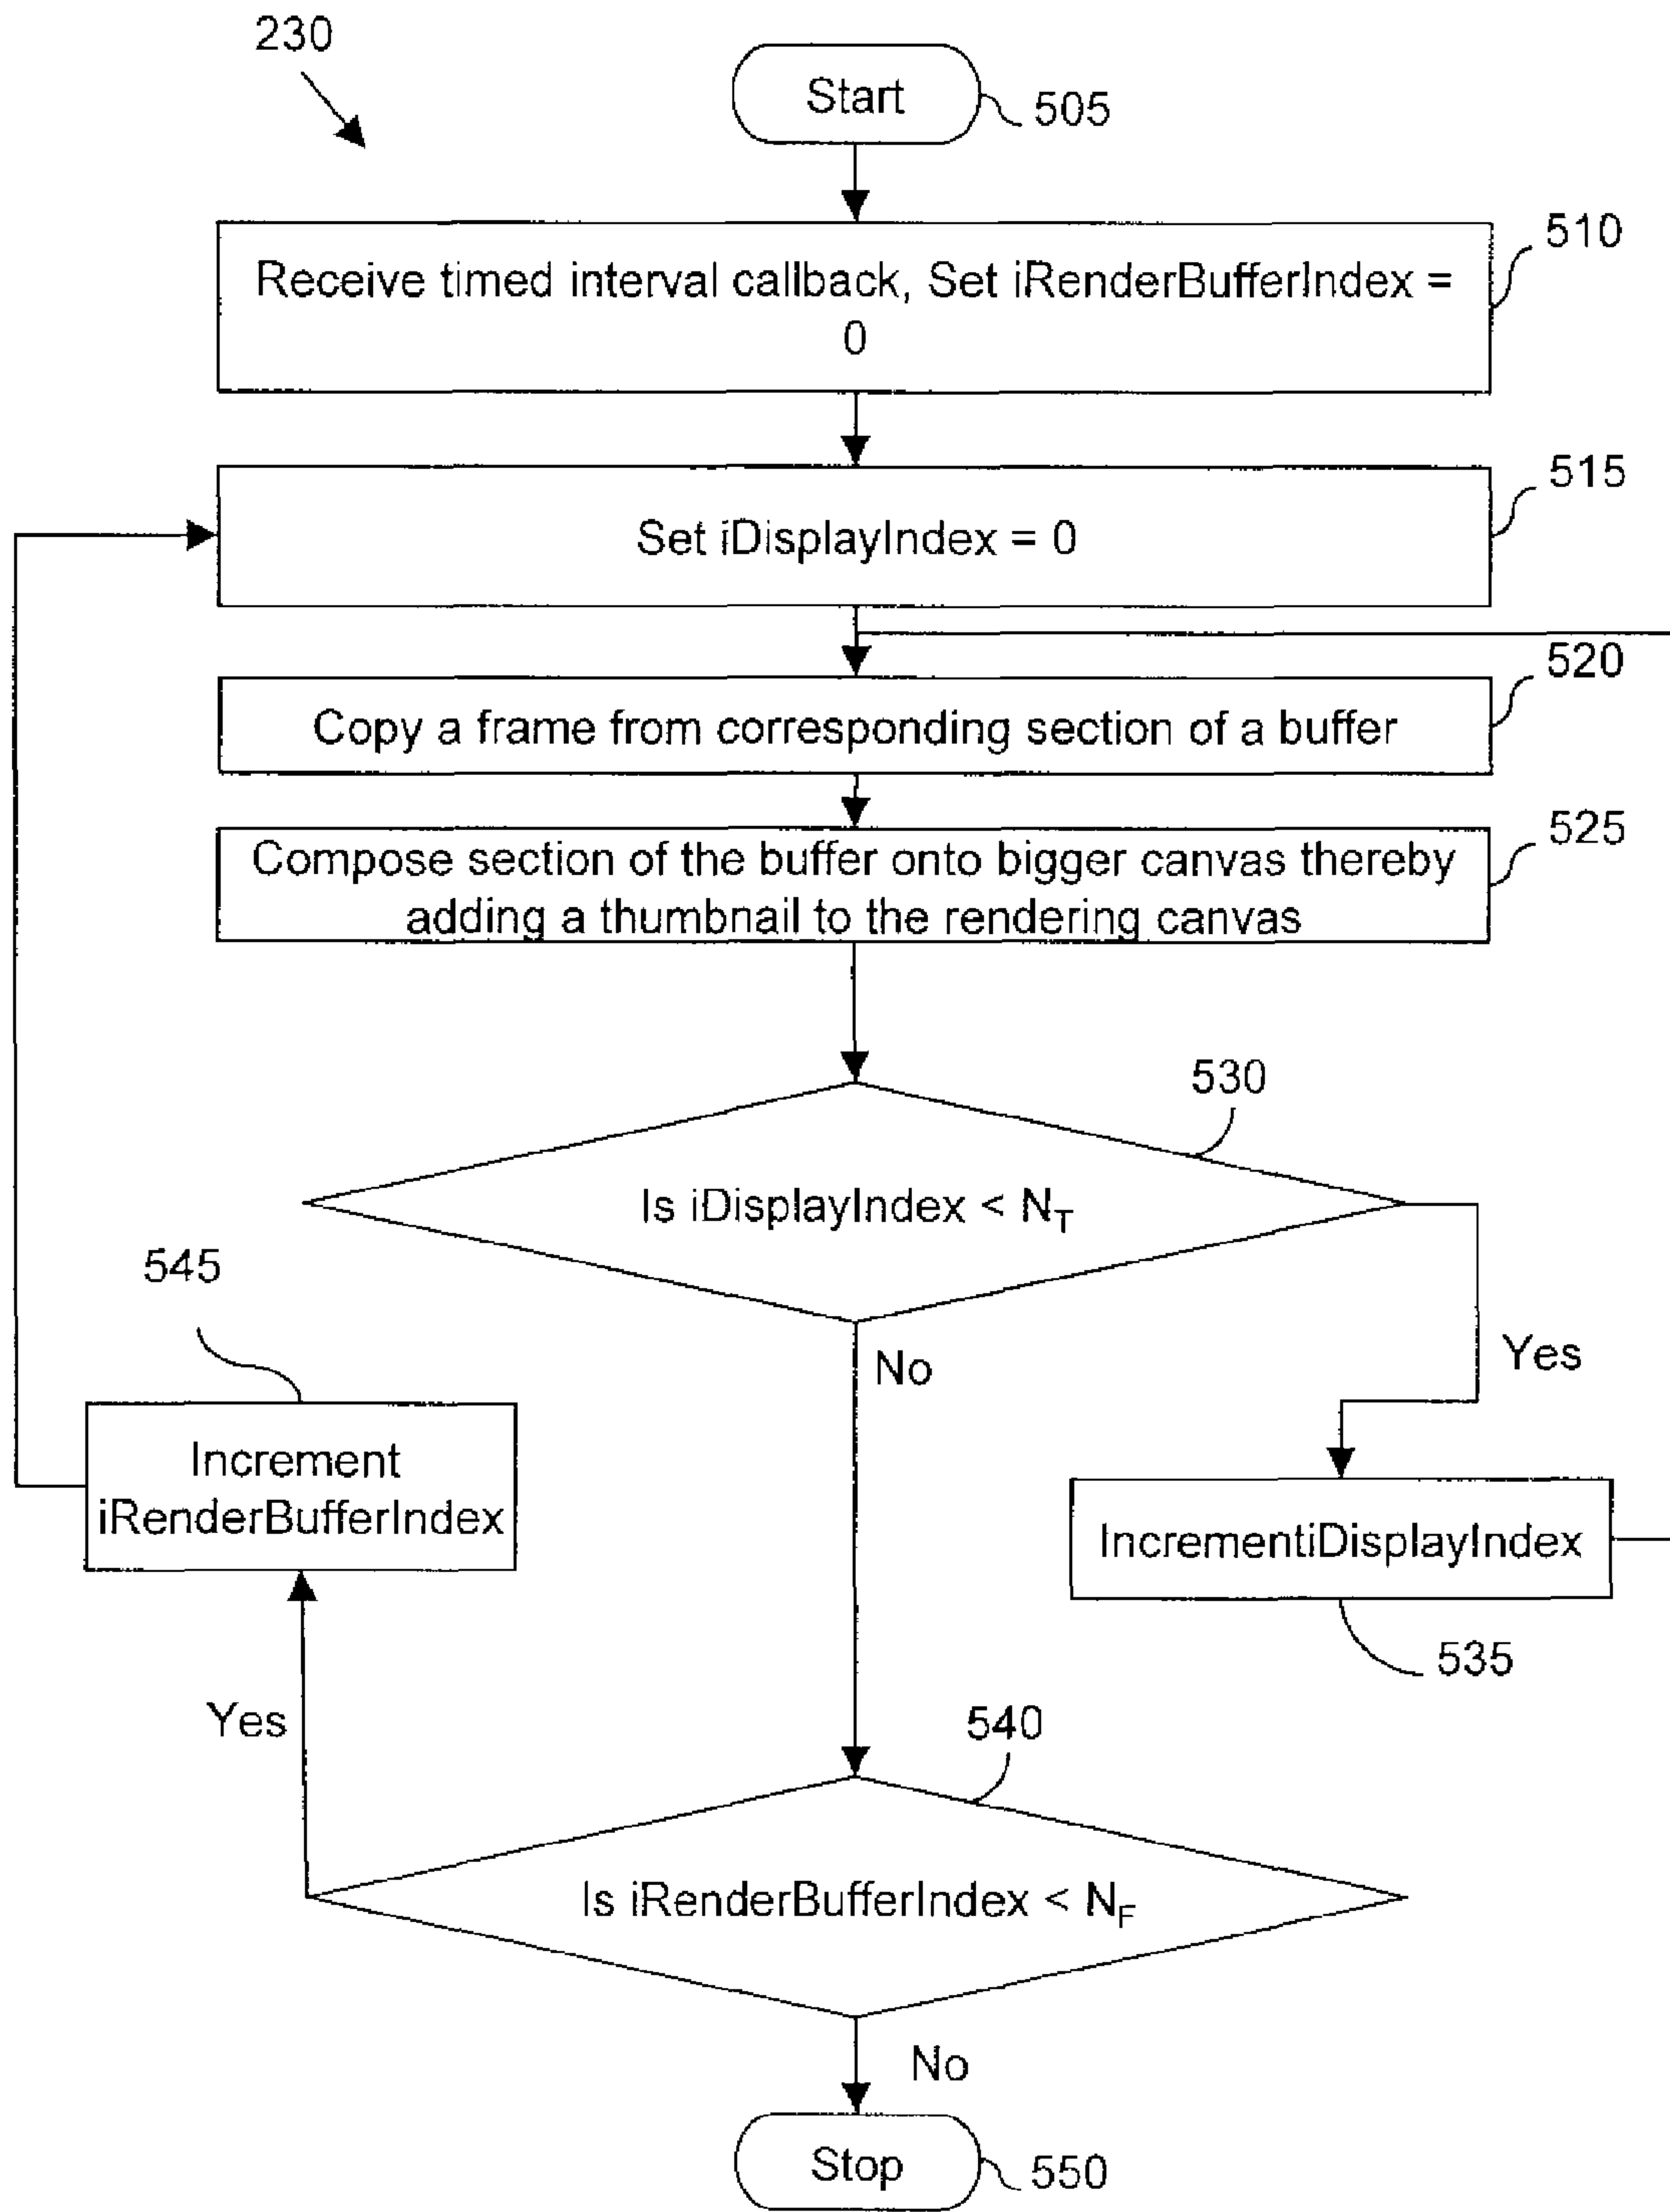 230
Start
505
510
Receive timed interval callback, Set iRenderBufferIndex =
0
515
Set iDisplayIndex = 0
520
Copy a frame from corresponding section of a buffer
525
Compose section of the buffer onto bigger canvas thereby
adding a thumbnail to the rendering canvas
530
Is iDisplayIndex < N_T
545
No
Yes
Increment
iRenderBufferIndex
IncrementiDisplayIndex
535
Yes
540
Is iRenderBufferIndex < N_F
No
Stop
550